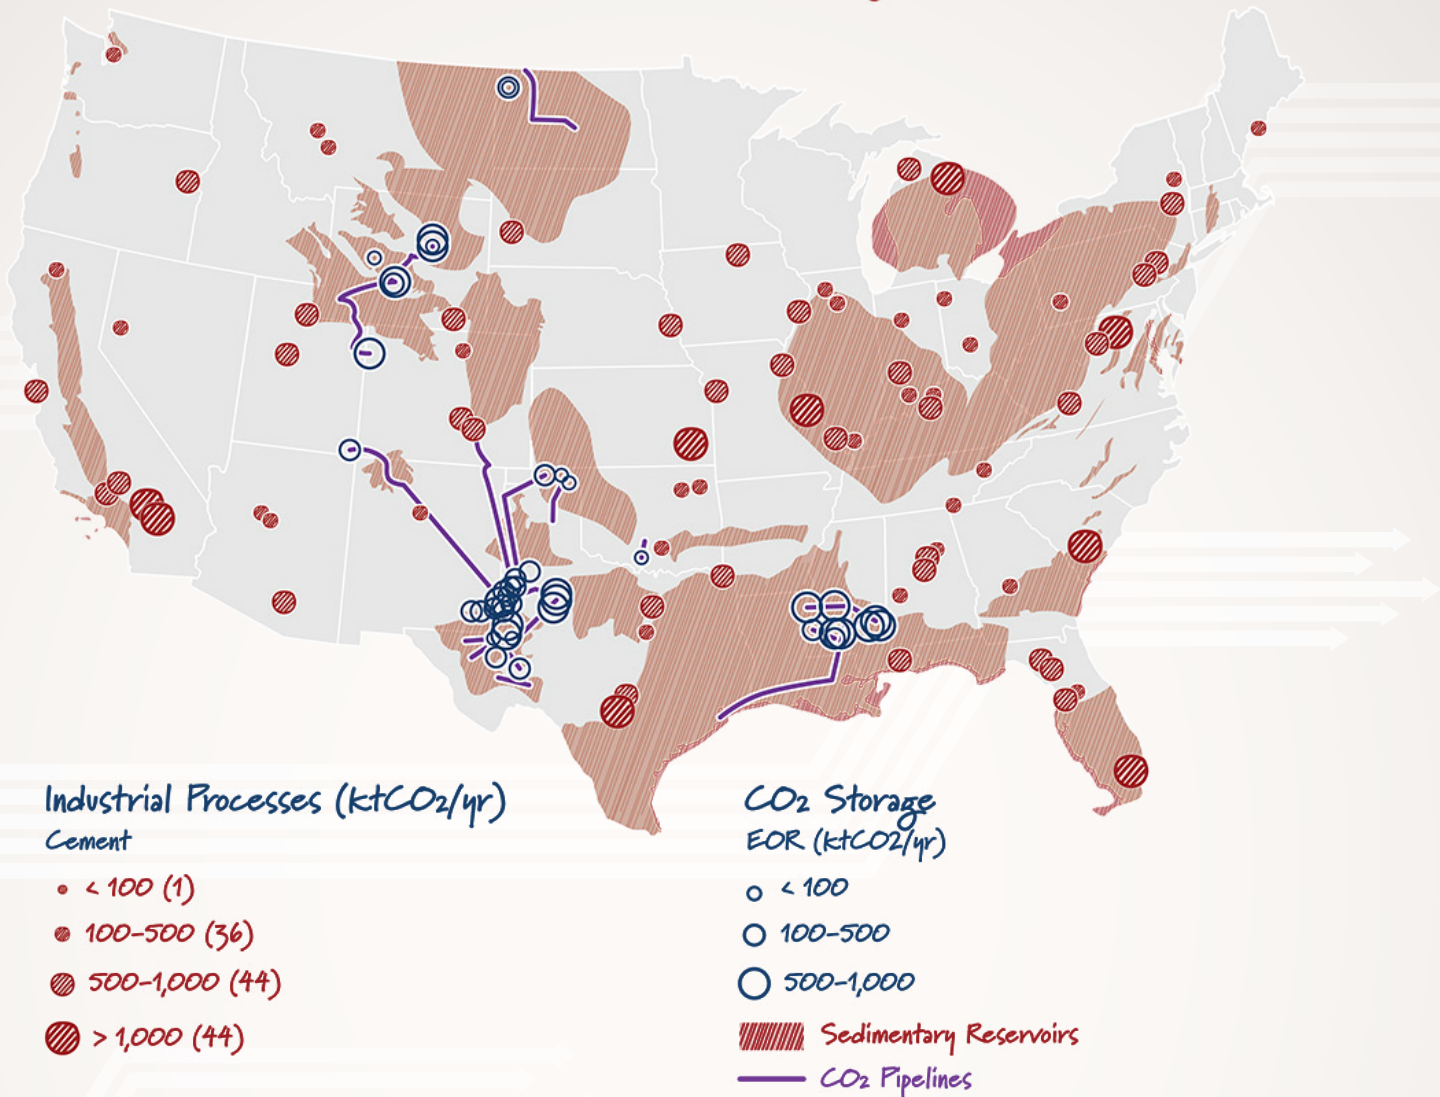 Industrial Processes (ktCO2/yr)
Cement
< 100 (1)
100-500 (36)
500-1,000 (44)
> 1,000 (44)
CO2 Storage
EOR (ktCO2/yr)
< 100
100-500
500-1,000
Sedimentary Reservoirs
CO2 Pipelines